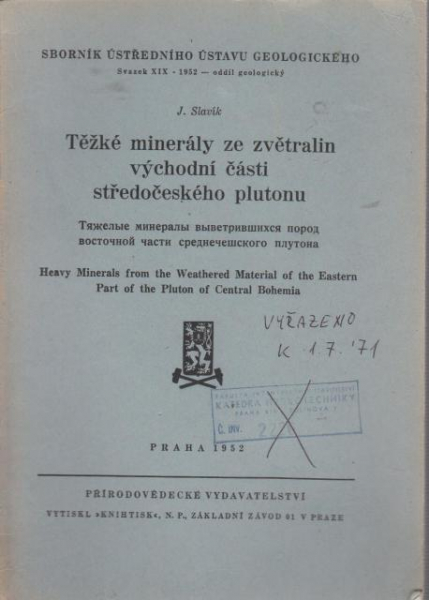 SBORNÍK ÚSTŘEDNÍHO ÚSTAVU GEOLOGICKÉHO
Svazek XIX - 1952 — oddíl geologický
J. Slavík
Těžké minerály ze zvětralin
východní části
středočeského plutonu
Тяжелые минералы выветрившихся пород
восточной части среднечешского плутона
Heavy Minerals from the Weathered Material of the Eastern
Part of the Pluton of Central Bohemia
VYŘAZENO
K 1.7.'71
KATEDRA
Č. INV.
PRAHA 1952
PŘÍRODOVĚDECKÉ VYDAVATELSTVÍ
VYTISKL »KNIHTISK«, N. P., ZÁKLADNÍ ZÁVOD 01 V PRAZE